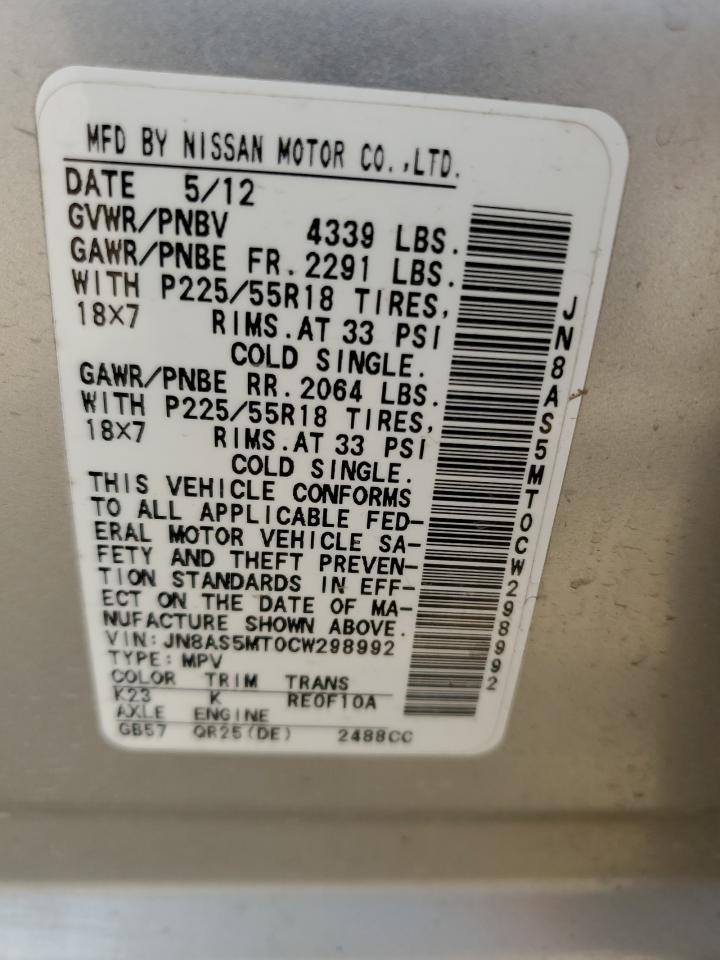 MFD BY NISSAN MOTOR CO.,LTD.
DATE 5/12
GVWR/PNBV 4339 LBS.
GAWR/PNBE FR.2291 LBS.
WITH P225/55R18 TIRES,
18X7 RIMS.AT 33 PSI
COLD SINGLE.
GAWR/PNBE RR.2064 LBS.
WITH P225/55R18 TIRES,
18X7 RIMS.AT 33 PSI
COLD SINGLE.
THIS VEHICLE CONFORMS
TO ALL APPLICABLE FED-
ERAL MOTOR VEHICLE SA-
FETY AND THEFT PREVEN-
TION STANDARDS IN EFF-
ECT ON THE DATE OF MA-
NUFACTURE SHOWN ABOVE.
VIN:JN8AS5MT0CW298992
TYPE:MPV
COLOR TRIM TRANS
K23 K RE0F10A
AXLE ENGINE
GB57 QR25(DE) 2488CC
JN8AS5MT0CW298992